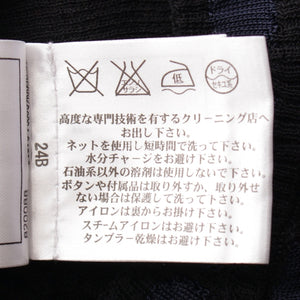 エンソ
サラシ
低
ドライ
セキユ系
高度な専門技術を有するクリーニング店へ
お出し下さい。
ネットを使用し短時間で洗って下さい。
水分チャージをお避け下さい。
石油系以外の溶剤は使用しないで下さい。
ボタンや付属品は取り外すか、取り外せ
ない場合は保護して洗って下さい。
アイロンは裏からお掛け下さい。
スチームアイロンはお避け下さい。
タンブラー乾燥はお避け下さい。
24B